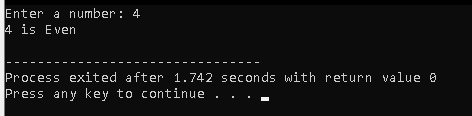 Enter a number: 4
4 is Even
--------------------------------
Process exited after 1.742 seconds with return value 0
Press any key to continue . . .